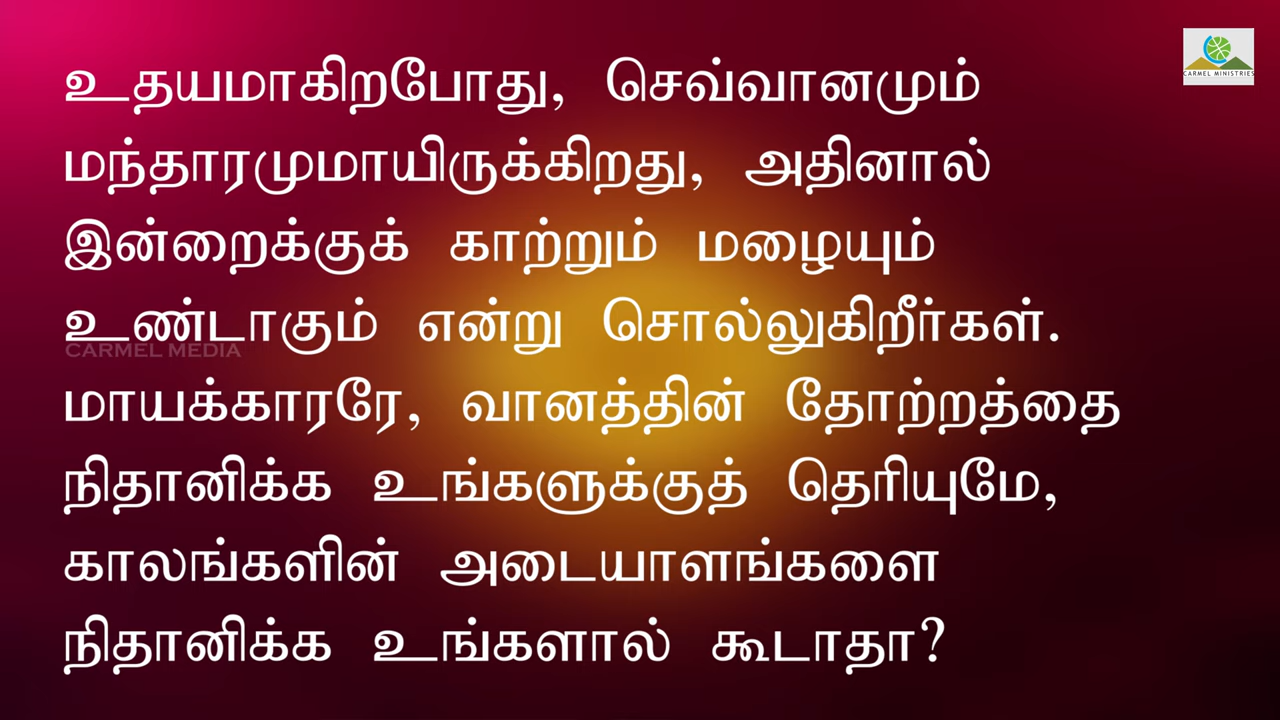 உதயமாகிறபோது, செவ்வானமும்
CARMEL MINISTRIES
மந்தாரமுமாயிருக்கிறது, அதினால்
இன்றைக்குக் காற்றும் மழையும்
உண்டாகும் என்று சொல்லுகிறீர்கள்.
CARMEL MEDIA
மாயக்காரரே, வானத்தின் தோற்றத்தை
நிதானிக்க உங்களுக்குத் தெரியுமே,
காலங்களின் அடையாளங்களை
நிதானிக்க உங்களால் கூடாதா?